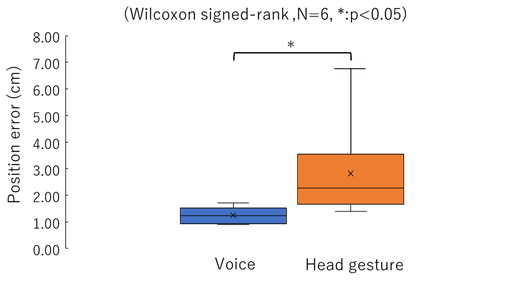 (Wilcoxon signed-rank ,N=6, *:p<0.05)
Position error (cm)
8.00
7.00
6.00
5.00
4.00
3.00
2.00
1.00
0.00
*
Voice
Head gesture